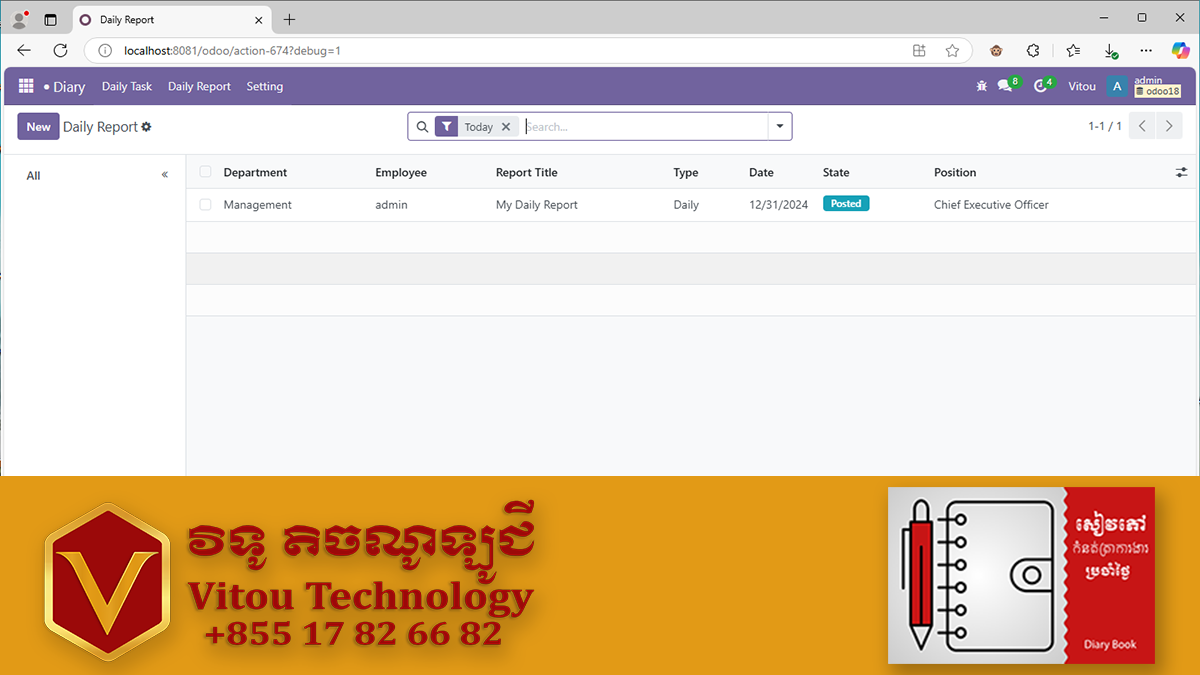 Daily Report
localhost:8081/odoo/action-674?debug=1
Diary Daily Task Daily Report Setting 8 4 Vitou A admin
odoo18
New Daily Report Today Search... 1-1 / 1
All
Department Employee Report Title Type Date State Position
Management admin My Daily Report Daily 12/31/2024 Posted Chief Executive Officer
V
វិទូ តិចណូឡូជី
Vitou Technology
+855 17 82 66 82
សៀវភៅ
កំនត់ត្រាការងារ
ប្រចាំថ្ងៃ
Diary Book